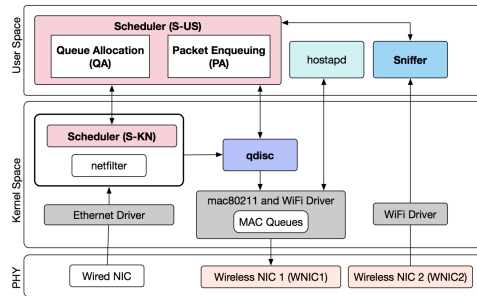 User Space
Scheduler (S-US)
Queue Allocation
(QA)
Packet Enqueuing
(PA)
hostapd
Sniffer
Kernel Space
Scheduler (S-KN)
netfilter
qdisc
Ethernet Driver
mac80211 and WiFi Driver
MAC Queues
WiFi Driver
PHY
Wired NIC
Wireless NIC 1 (WNIC1)
Wireless NIC 2 (WNIC2)